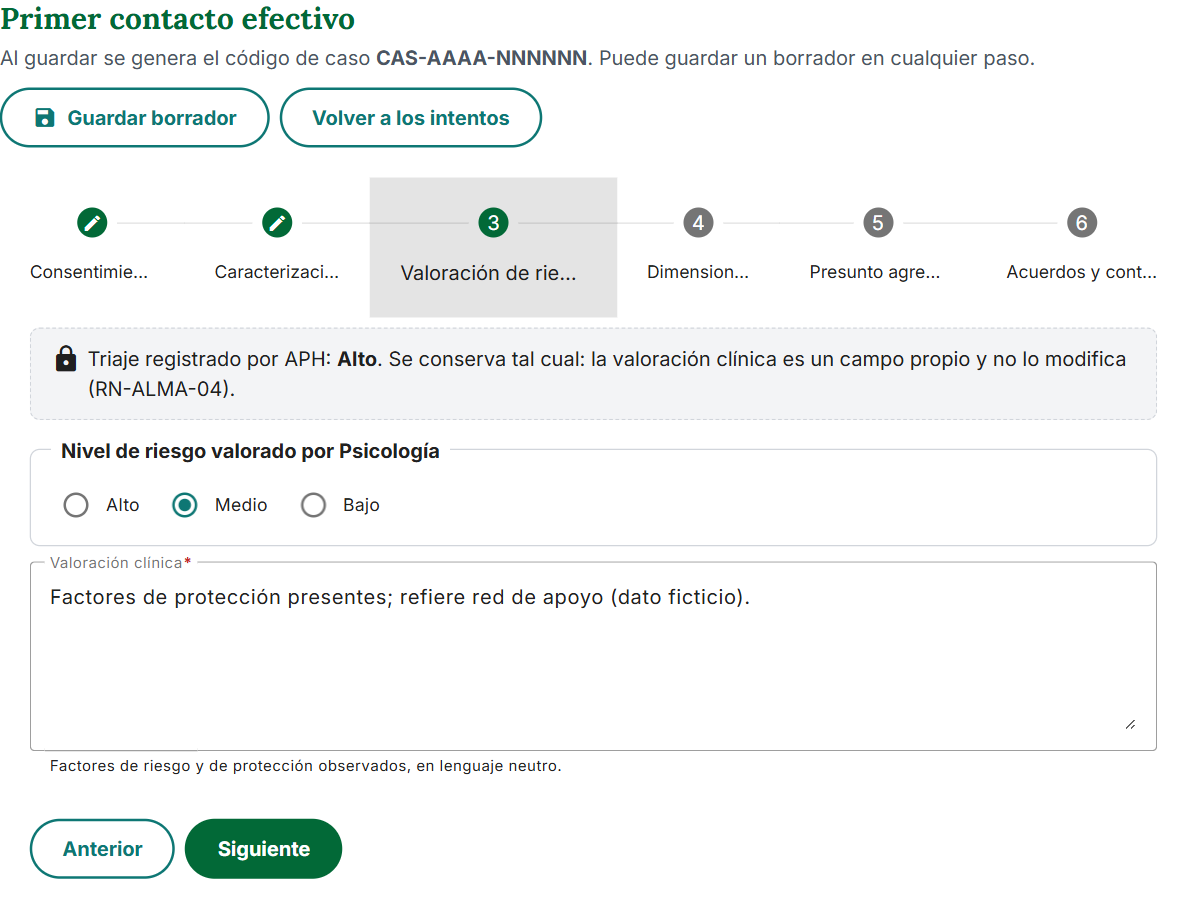 Primer contacto efectivo
Al guardar se genera el código de caso CAS-AAAA-NNNNNN. Puede guardar un borrador en cualquier paso.
Guardar borrador
Volver a los intentos
3
4
5
6
Consentimie...
Caracterizaci...
Valoración de rie...
Dimension...
Presunto agre...
Acuerdos y cont...
Triaje registrado por APH: Alto. Se conserva tal cual: la valoración clínica es un campo propio y no lo modifica
(RN-ALMA-04).
Nivel de riesgo valorado por Psicología
Alto
Medio
Bajo
Valoración clínica*
Factores de protección presentes; refiere red de apoyo (dato ficticio).
Factores de riesgo y de protección observados, en lenguaje neutro.
Anterior
Siguiente